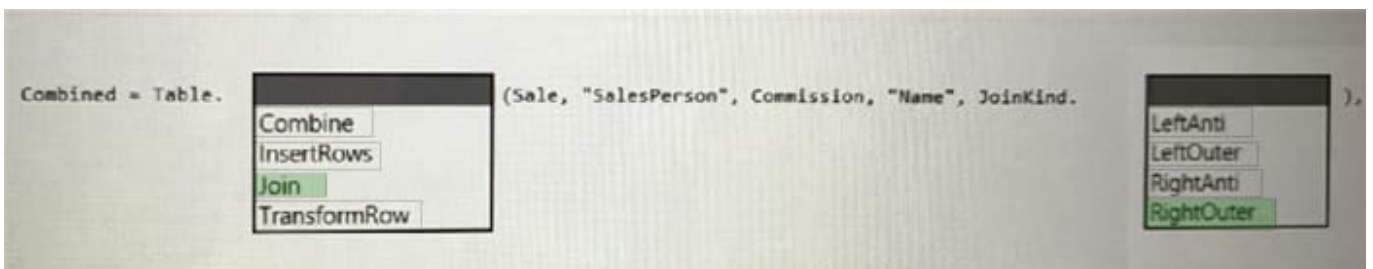 Combined = Table. (Sale, "SalesPerson", Commission, "Name", JoinKind. ),
Combine
InsertRows
Join
TransformRow
LeftAnti
LeftOuter
RightAnti
RightOuter